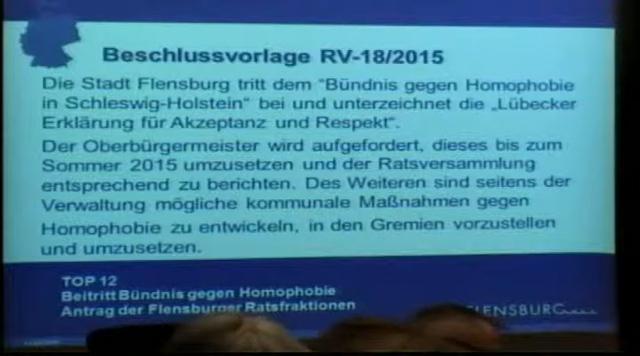 Beschlussvorlage RV-18/2015
Die Stadt Flensburg tritt dem "Bündnis gegen Homophobie
in Schleswig-Holstein" bei und unterzeichnet die „Lübecker
Erklärung für Akzeptanz und Respekt“.
Der Oberbürgermeister wird aufgefordert, dieses bis zum
Sommer 2015 umzusetzen und der Ratsversammlung
entsprechend zu berichten. Des Weiteren sind seitens der
Verwaltung mögliche kommunale Maßnahmen gegen
Homophobie zu entwickeln, in den Gremien vorzustellen
und umzusetzen.
TOP 12
Beitritt Bündnis gegen Homophobie
Antrag der Flensburger Ratsfraktionen
FLENSBURG